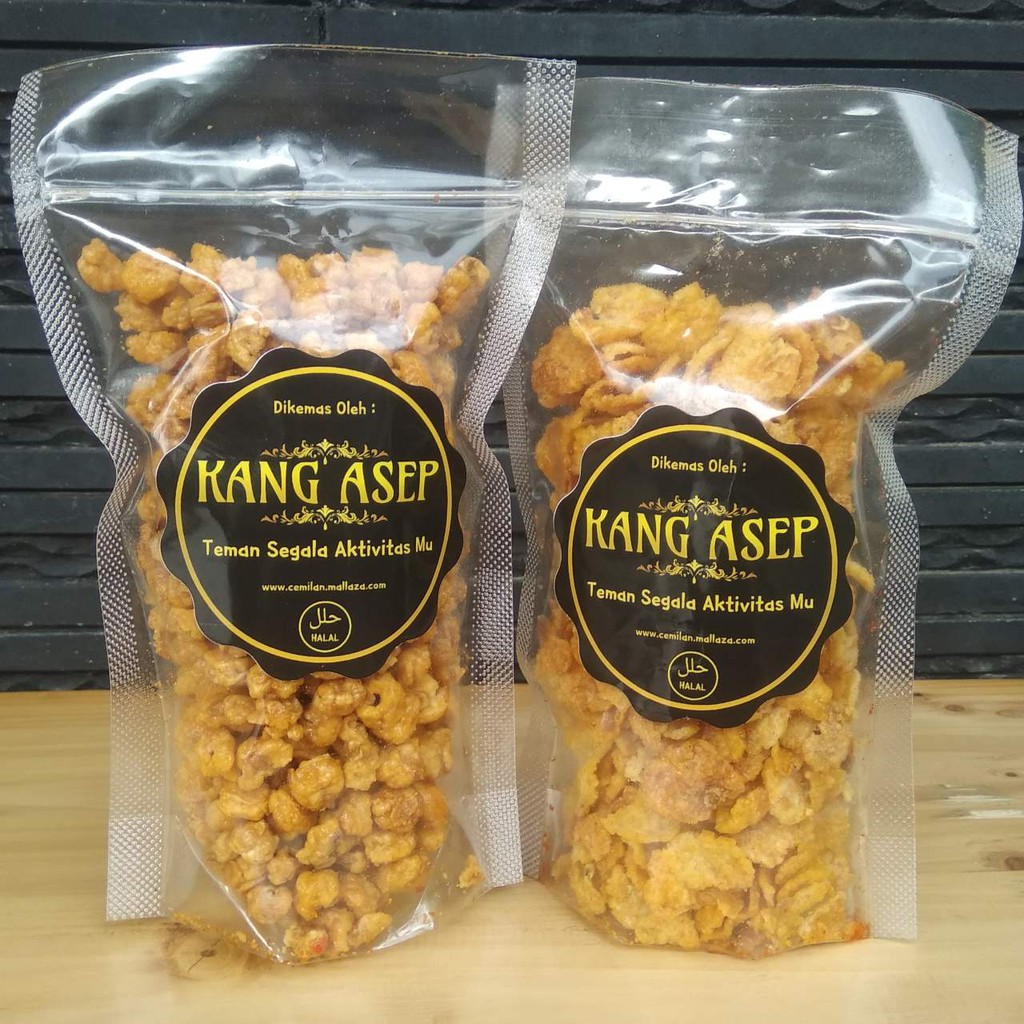 Dikemas Oleh :
KANG ASEP
Teman Segala Aktivitas Mu
www.cemilan.mallaza.com
حلال
HALAL
Dikemas Oleh :
KANG ASEP
Teman Segala Aktivitas Mu
www.cemilan.mallaza.com
حلال
HALAL